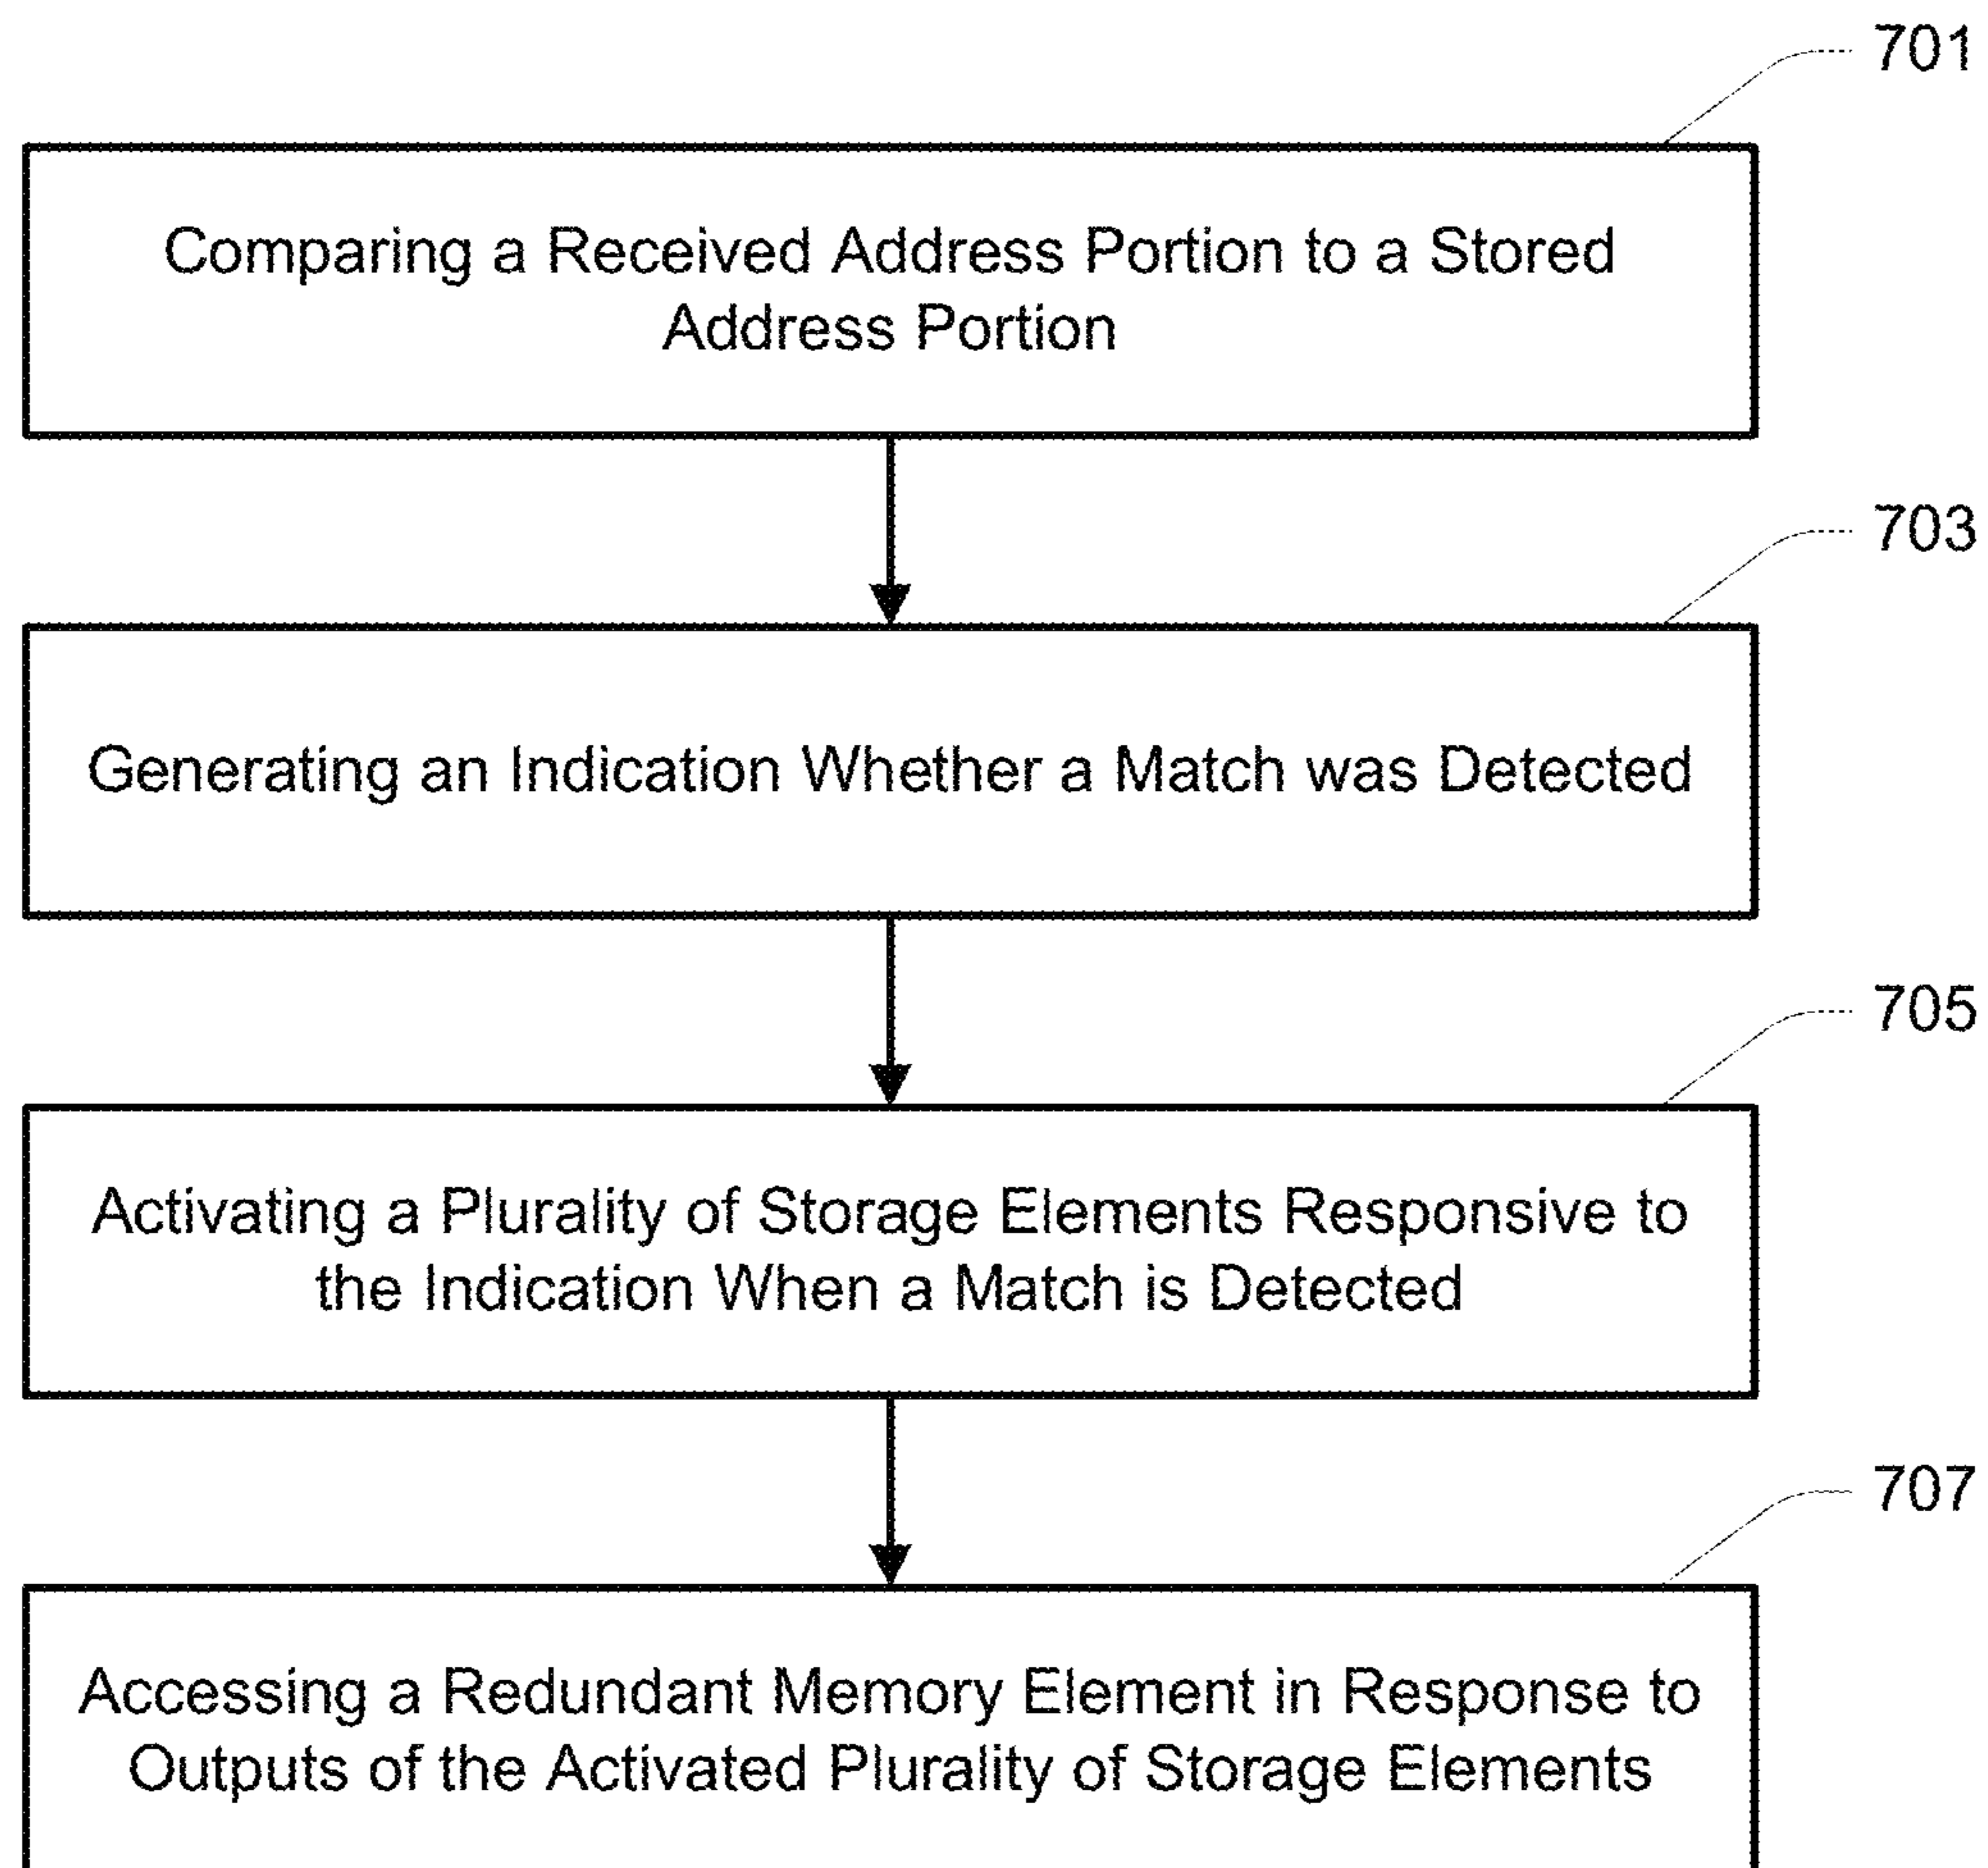 701
Comparing a Received Address Portion to a Stored
Address Portion
703
Generating an Indication Whether a Match was Detected
705
Activating a Plurality of Storage Elements Responsive to
the Indication When a Match is Detected
707
Accessing a Redundant Memory Element in Response to
Outputs of the Activated Plurality of Storage Elements